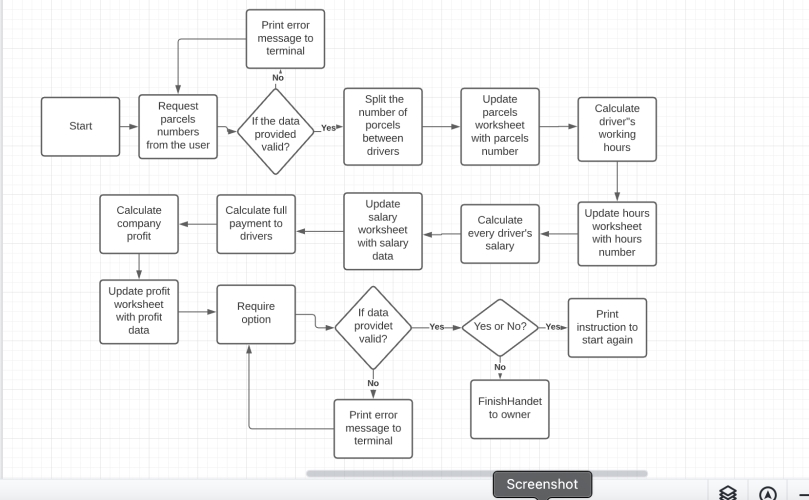 Print error
message to
terminal
No
Start
Request
parcels
numbers
from the user
If the data
provided
valid?
Yes
Split the
number of
porcels
between
drivers
Update
parcels
worksheet
with parcels
number
Calculate
driver"s
working
hours
Calculate
company
profit
Calculate full
payment to
drivers
Update
salary
worksheet
with salary
data
Calculate
every driver's
salary
Update hours
worksheet
with hours
number
Update profit
worksheet
with profit
data
Require
option
If data
providet
valid?
Yes
Yes or No?
Yes
Print
instruction to
start again
No
No
Print error
message to
terminal
FinishHandet
to owner
Screenshot